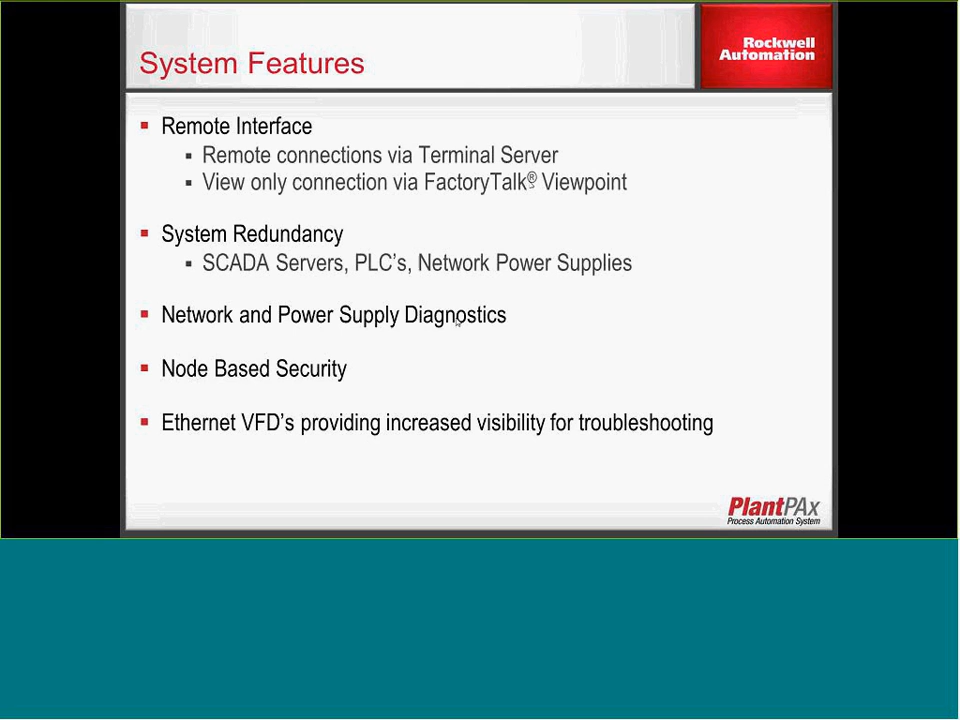 System Features
Rockwell
Automation
Remote Interface
Remote connections via Terminal Server
View only connection via FactoryTalk® Viewpoint
System Redundancy
SCADA Servers, PLC’s, Network Power Supplies
Network and Power Supply Diagnostics
Node Based Security
Ethernet VFD’s providing increased visibility for troubleshooting
PlantPAx
Process Automation System